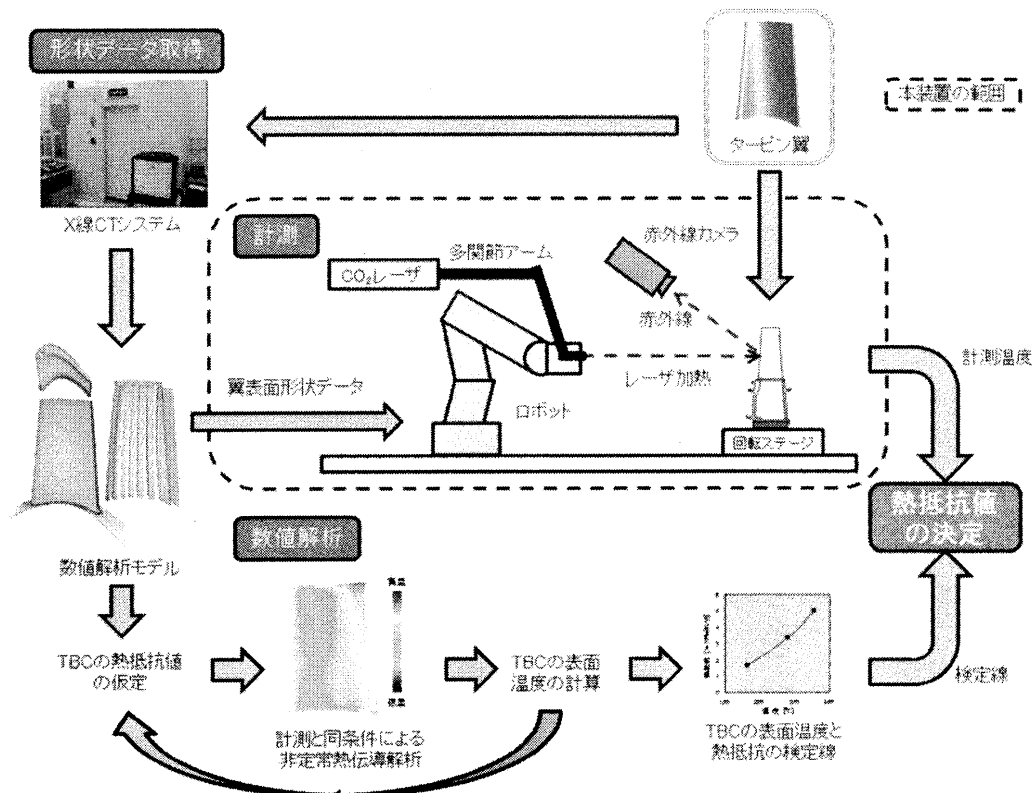 形状データ取得
タービン翼
本装置の範囲
X線CTシステム
計測
赤外線カメラ
多関節アーム
CO₂レーザ
赤外線
レーザ加熱
計測温度
翼表面形状データ
ロボット
回転ステージ
熱抵抗値
の決定
数値解析
数値解析モデル
高温
低温
TBCの熱抵抗値
の仮定
TBCの表面
温度の計算
検定線
計測と同条件による
非定常熱伝導解析
TBCの表面温度と
熱抵抗の検定線